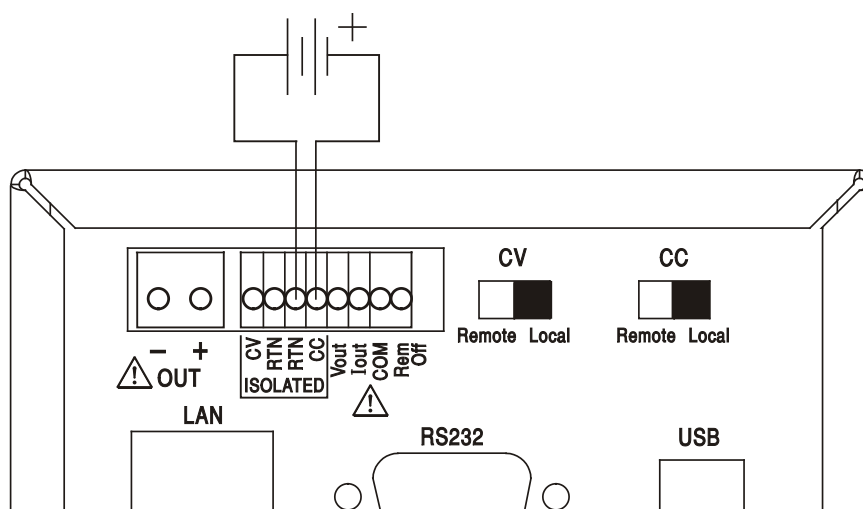 +
CV
CC
Remote Local
Remote Local
- +
OUT
CV
RTN
RTN
CC
Vout
Iout
COM
Rem
Off
ISOLATED
!
!
LAN
RS232
USB